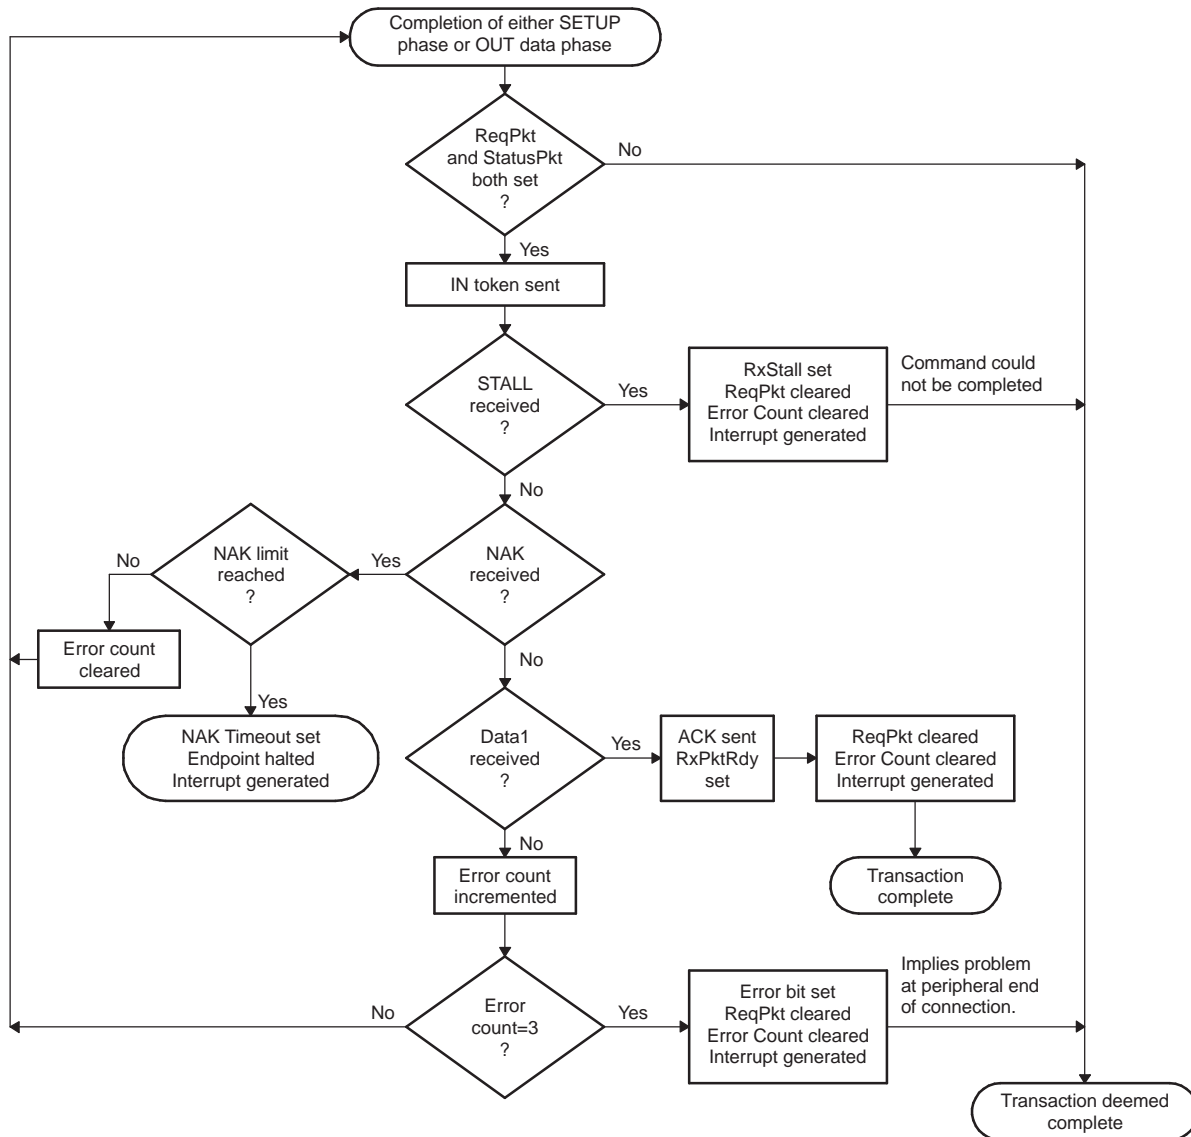 Completion of either SETUP
phase or OUT data phase
ReqPkt
and StatusPkt
both set
?
No
Yes
IN token sent
STALL
received
?
Yes
RxStall set
ReqPkt cleared
Error Count cleared
Interrupt generated
Command could
not be completed
No
NAK
received
?
Yes
NAK limit
reached
?
No
Error count
cleared
Yes
NAK Timeout set
Endpoint halted
Interrupt generated
No
Data1
received
?
Yes
ACK sent
RxPktRdy
set
ReqPkt cleared
Error Count cleared
Interrupt generated
Transaction
complete
No
Error count
incremented
Error
count=3
?
No
Yes
Error bit set
ReqPkt cleared
Error Count cleared
Interrupt generated
Implies problem
at peripheral end
of connection.
Transaction deemed
complete